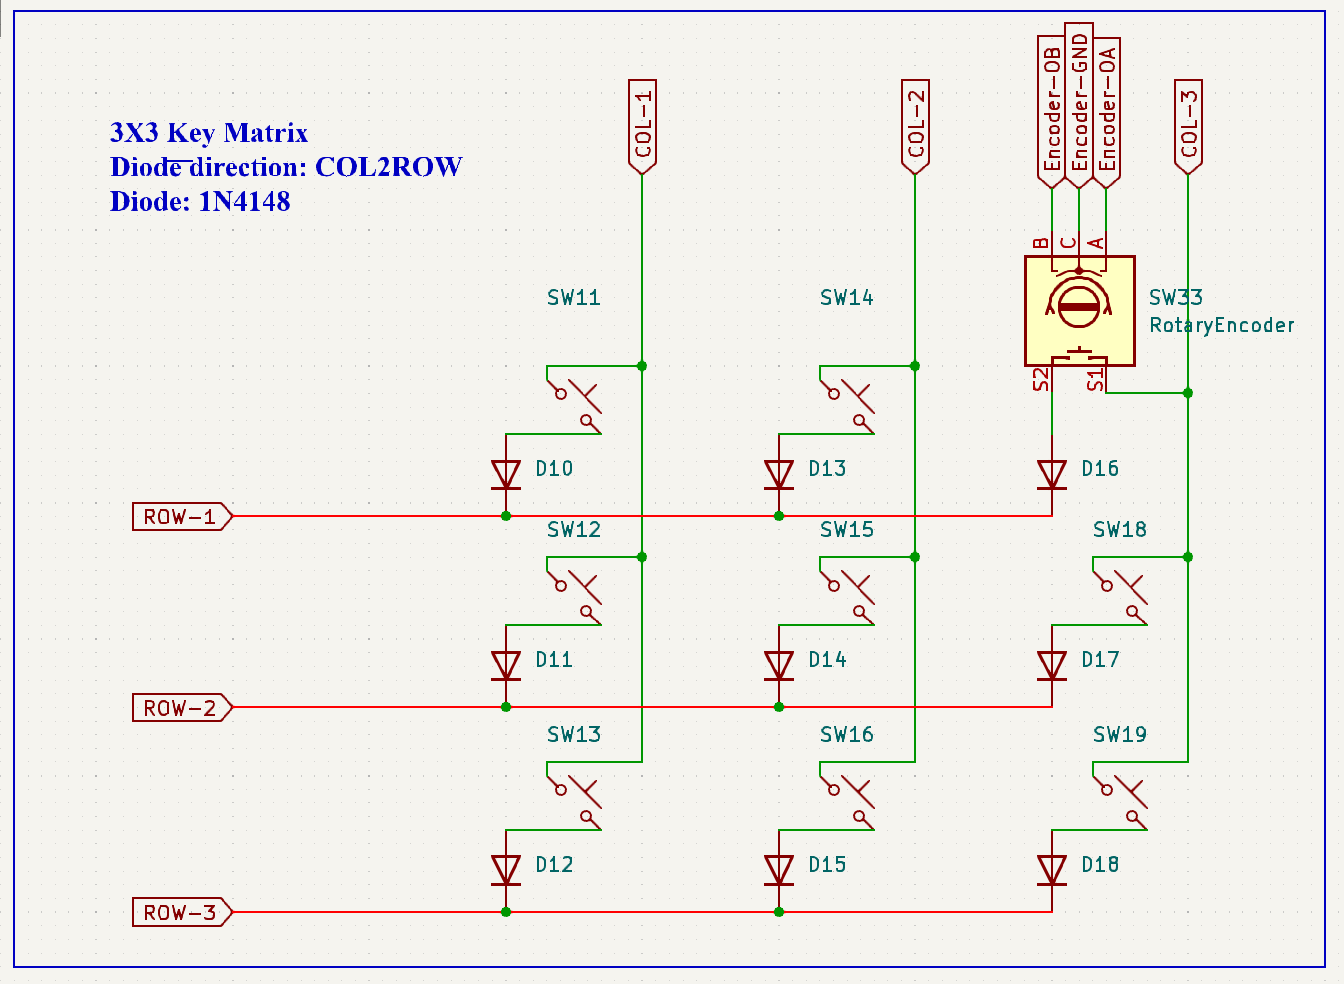 Encoder-OB
Encoder-GND
Encoder-OA
COL-1
COL-2
COL-3
3X3 Key Matrix
Diode direction: COL2ROW
Diode: 1N4148
B
C
A
SW11
SW14
SW33
RotaryEncoder
S2
S1
D10
D13
D16
ROW-1
SW12
SW15
SW18
D11
D14
D17
ROW-2
SW13
SW16
SW19
D12
D15
D18
ROW-3